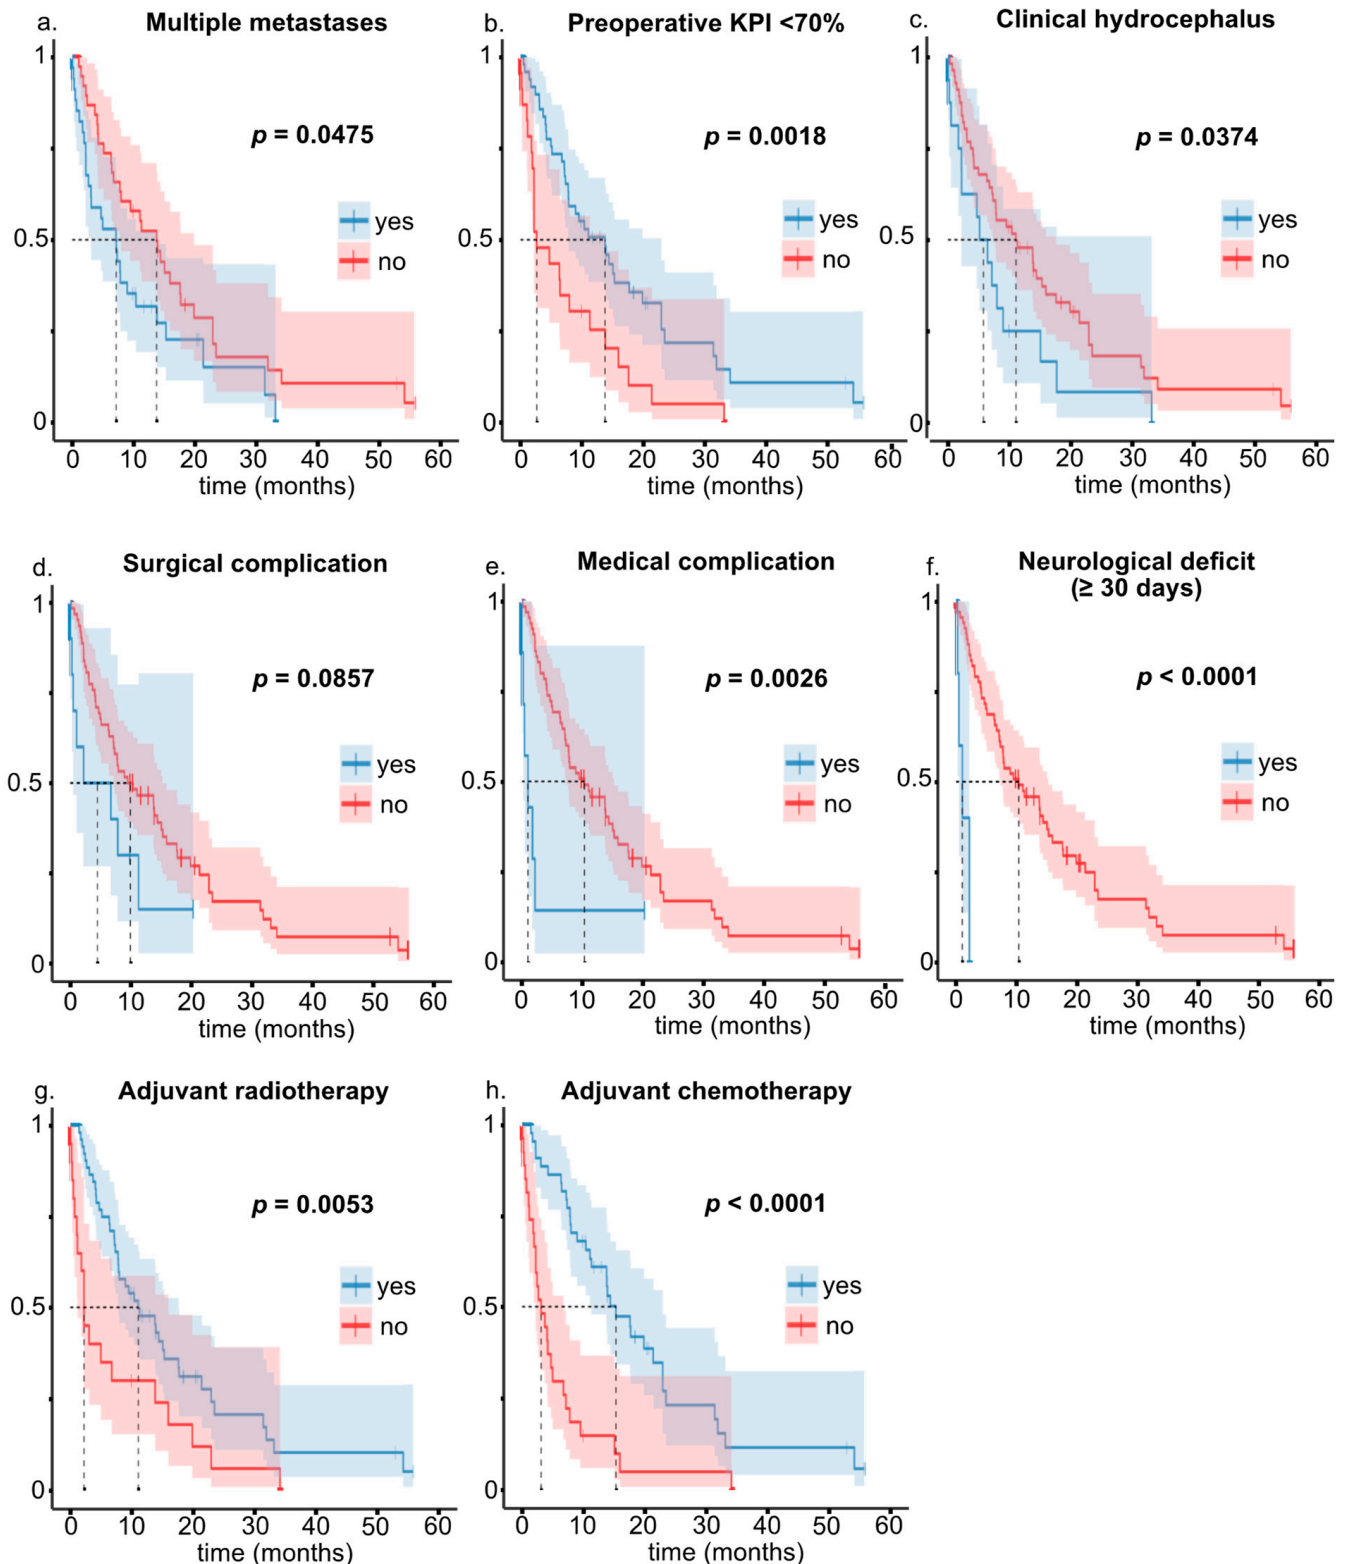 a. Multiple metastases
1
p = 0.0475
yes
0.5
no
0
0 10 20 30 40 50 60
time (months)
b. Preoperative KPI <70%
1
p = 0.0018
yes
0.5
no
0
0 10 20 30 40 50 60
time (months)
c. Clinical hydrocephalus
1
p = 0.0374
yes
0.5
no
0
0 10 20 30 40 50 60
time (months)
d. Surgical complication
1
p = 0.0857
yes
0.5
no
0
0 10 20 30 40 50 60
time (months)
e. Medical complication
1
p = 0.0026
yes
0.5
no
0
0 10 20 30 40 50 60
time (months)
f. Neurological deficit
(≥ 30 days)
1
p < 0.0001
yes
0.5
no
0
0 10 20 30 40 50 60
time (months)
g. Adjuvant radiotherapy
1
p = 0.0053
yes
0.5
no
0
0 10 20 30 40 50 60
time (months)
h. Adjuvant chemotherapy
1
p < 0.0001
yes
0.5
no
0
0 10 20 30 40 50 60
time (months)